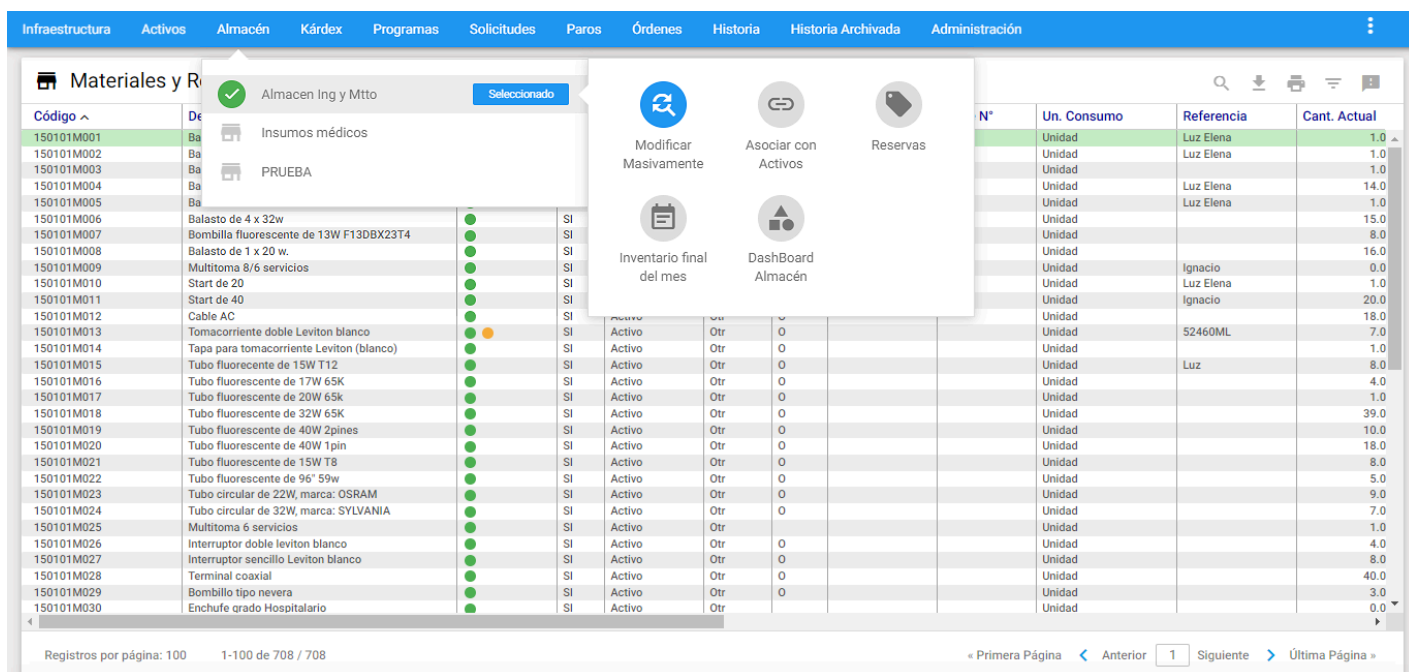 Infraestructura Activos Almacén Kárdex Programas Solicitudes Paros Órdenes Historia Historia Archivada Administración
Materiales y R
Almacen Ing y Mtto Seleccionado
Insumos médicos
PRUEBA
Modificar Masivamente
Asociar con Activos
Reservas
Inventario final del mes
DashBoard Almacén
Código De N° Un. Consumo Referencia Cant. Actual
150101M001 Ba Unidad Luz Elena 1.0
150101M002 Ba Unidad Luz Elena 1.0
150101M003 Ba Unidad 1.0
150101M004 Ba Unidad Luz Elena 14.0
150101M005 Ba Unidad Luz Elena 1.0
150101M006 Balasto de 4 x 32w SI Unidad 15.0
150101M007 Bombilla fluorescente de 13W F13DBX23T4 SI Unidad 8.0
150101M008 Balasto de 1 x 20 w. SI Unidad 16.0
150101M009 Multitoma 8/6 servicios SI Unidad Ignacio 0.0
150101M010 Start de 20 SI Unidad Luz Elena 1.0
150101M011 Start de 40 SI Unidad Ignacio 20.0
150101M012 Cable AC SI Activo Otr O Unidad 18.0
150101M013 Tomacorriente doble Leviton blanco SI Activo Otr O Unidad 52460ML 7.0
150101M014 Tapa para tomacorriente Leviton (blanco) SI Activo Otr O Unidad 1.0
150101M015 Tubo fluorecente de 15W T12 SI Activo Otr O Unidad Luz 8.0
150101M016 Tubo fluorescente de 17W 65K SI Activo Otr O Unidad 4.0
150101M017 Tubo fluorescente de 20W 65k SI Activo Otr O Unidad 1.0
150101M018 Tubo fluorescente de 32W 65K SI Activo Otr O Unidad 39.0
150101M019 Tubo fluorescente de 40W 2pines SI Activo Otr O Unidad 10.0
150101M020 Tubo fluorescente de 40W 1pin SI Activo Otr O Unidad 18.0
150101M021 Tubo fluorescente de 15W T8 SI Activo Otr O Unidad 8.0
150101M022 Tubo fluorescente de 96" 59w SI Activo Otr O Unidad 5.0
150101M023 Tubo circular de 22W, marca: OSRAM SI Activo Otr O Unidad 9.0
150101M024 Tubo circular de 32W, marca: SYLVANIA SI Activo Otr O Unidad 7.0
150101M025 Multitoma 6 servicios SI Activo Otr Unidad 1.0
150101M026 Interruptor doble leviton blanco SI Activo Otr O Unidad 4.0
150101M027 Interruptor sencillo Leviton blanco SI Activo Otr O Unidad 8.0
150101M028 Terminal coaxial SI Activo Otr O Unidad 40.0
150101M029 Bombillo tipo nevera SI Activo Otr O Unidad 3.0
150101M030 Enchufe grado Hospitalario SI Activo Otr Unidad 0.0
Registros por página: 100 1-100 de 708 / 708 « Primera Página Anterior 1 Siguiente Última Página »